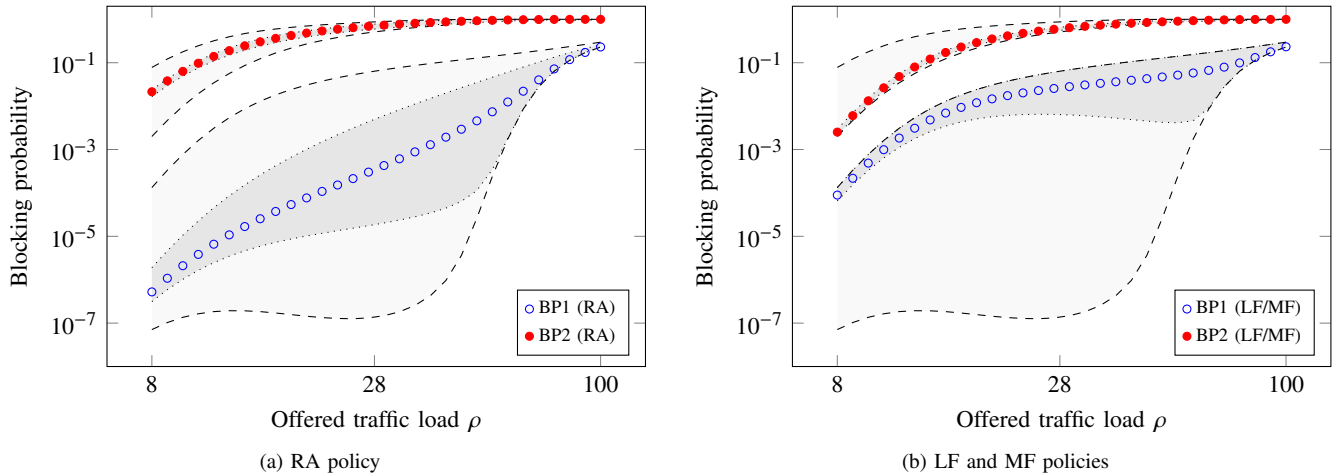 10⁻¹
10⁻³
10⁻⁵
10⁻⁷
Blocking probability
BP1 (RA)
BP2 (RA)
8
28
100
Offered traffic load ρ
(a) RA policy
10⁻¹
10⁻³
10⁻⁵
10⁻⁷
Blocking probability
BP1 (LF/MF)
BP2 (LF/MF)
8
28
100
Offered traffic load ρ
(b) LF and MF policies